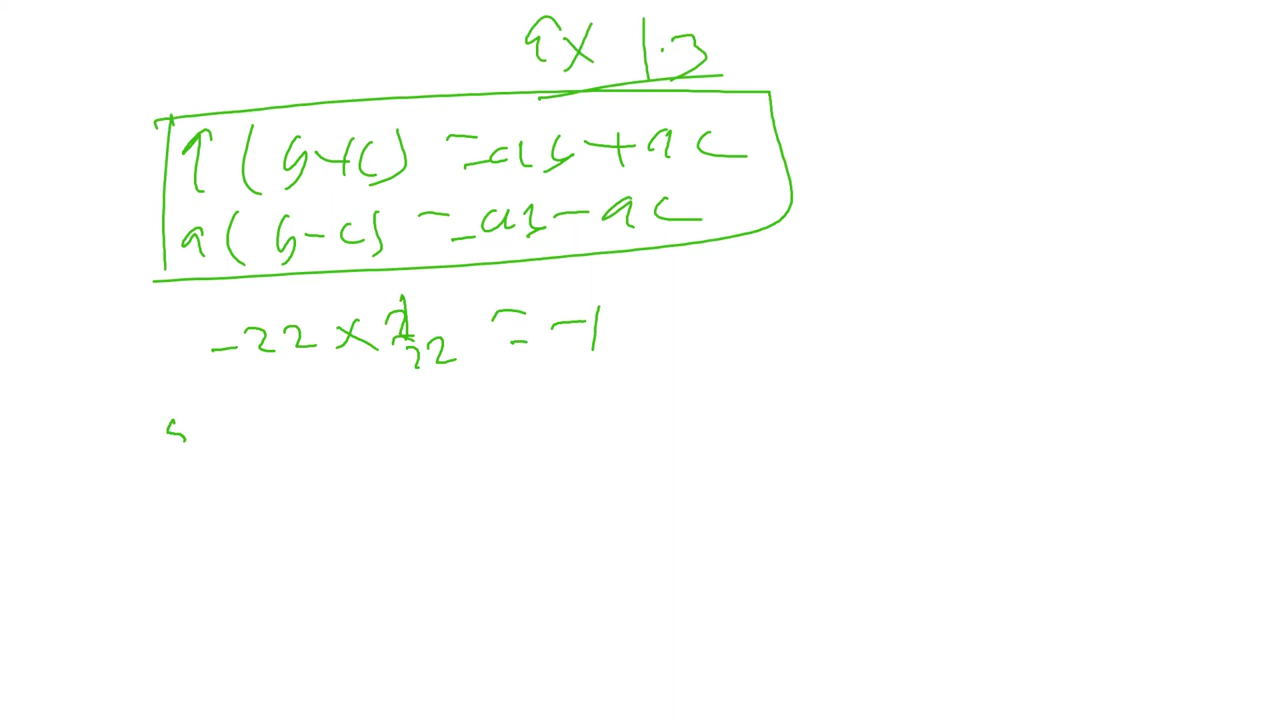 Ex 1.3
a(b+c) = ab + ac
a(b-c) = ab - ac
-22 × 1/22 = -1